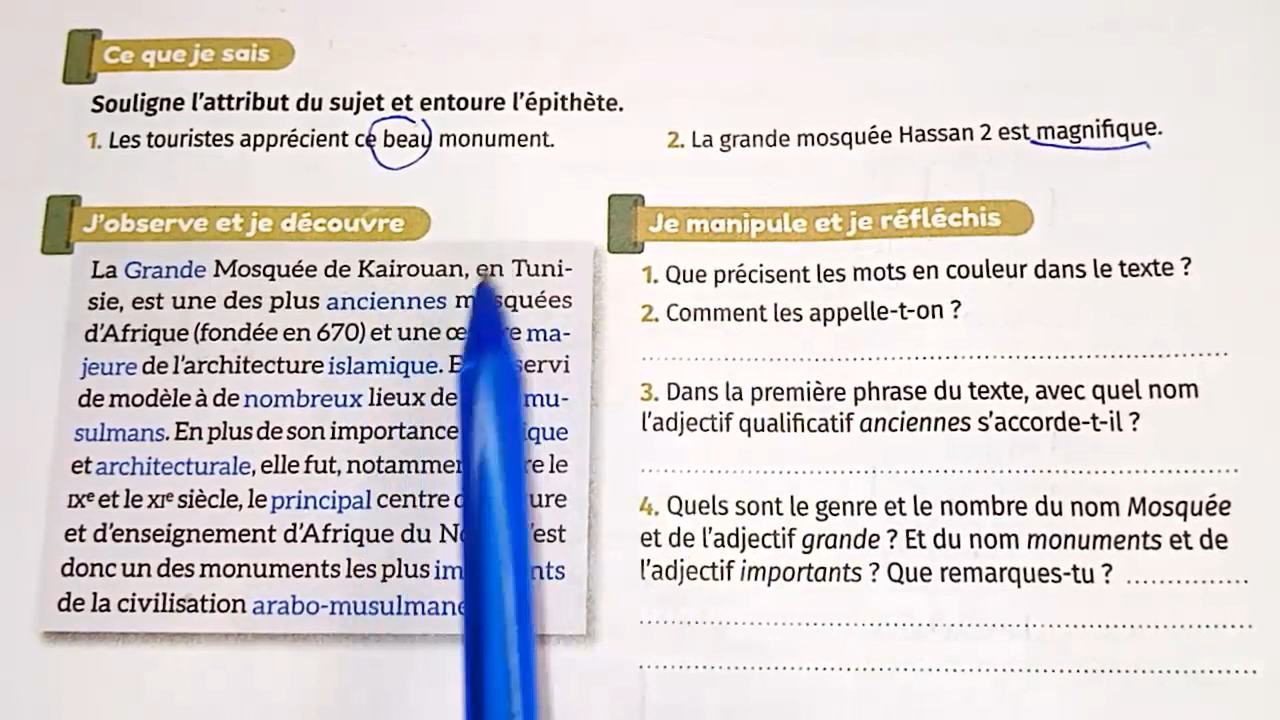 Ce que je sais
Souligne l'attribut du sujet et entoure l'épithète.
1. Les touristes apprécient ce beau monument.
2. La grande mosquée Hassan 2 est magnifique.
J'observe et je découvre
La Grande Mosquée de Kairouan, en Tuni-
sie, est une des plus anciennes mosquées
d'Afrique (fondée en 670) et une ma-
jeure de l'architecture islamique. servi
de modèle à de nombreux lieux de mu-
sulmans. En plus de son importance
et architecturale, elle fut, le
IXe et le XIe siècle, le principal centre
et d'enseignement d'Afrique du
donc un des monuments les plus
de la civilisation arabo-musulmane
Je manipule et je réfléchis
1. Que précisent les mots en couleur dans le texte ?
2. Comment les appelle-t-on ?
3. Dans la première phrase du texte, avec quel nom
l'adjectif qualificatif anciennes s'accorde-t-il ?
4. Quels sont le genre et le nombre du nom Mosquée
et de l'adjectif grande ? Et du nom monuments et de
l'adjectif importants ? Que remarques-tu ?